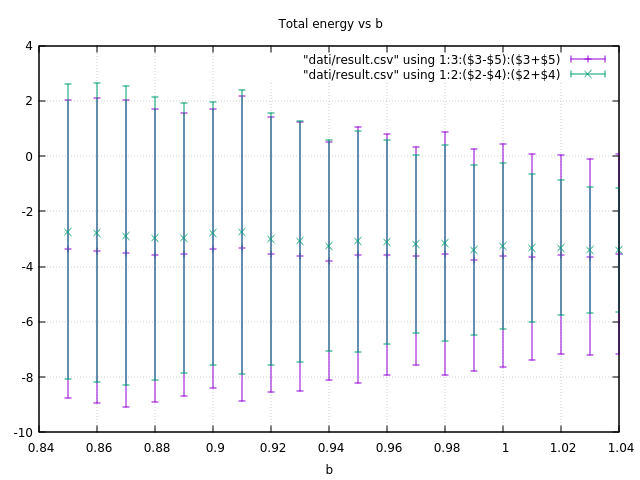 Total energy vs b
"dati/result.csv" using 1:3:($3-$5):($3+$5)
"dati/result.csv" using 1:2:($2-$4):($2+$4)
4
2
0
-2
-4
-6
-8
-10
0.84 0.86 0.88 0.9 0.92 0.94 0.96 0.98 1 1.02 1.04
b